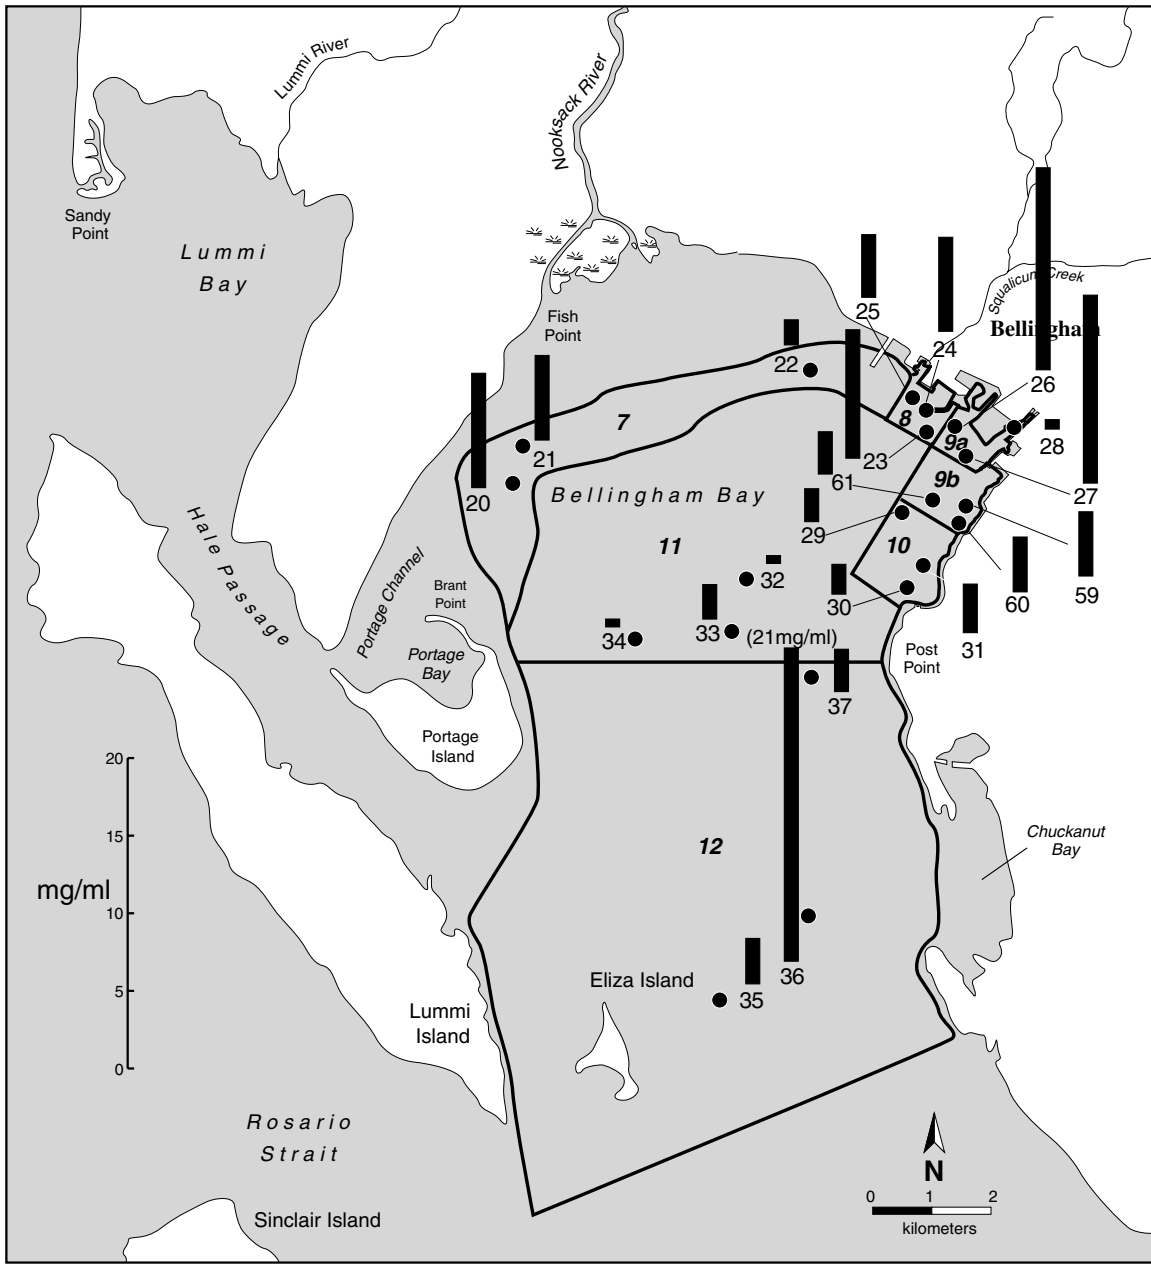 Lummi River
Nooksack River
Sandy
Point
Lummi
Bay
Squalicum Creek
Bellingham
Fish
Point
25
24
22
26
28
7
8
9a
21
23
20
61
9b
27
Bellingham Bay
29
11
10
Hale Passage
Portage Channel
Brant
Point
32
30
60
59
33
34
(21mg/ml)
31
Portage
Bay
Post
Point
37
Portage
Island
20
15
mg/ml
10
5
0
12
Chuckanut
Bay
Eliza Island
36
35
Lummi
Island
Rosario
Strait
N
0 1 2
kilometers
Sinclair Island